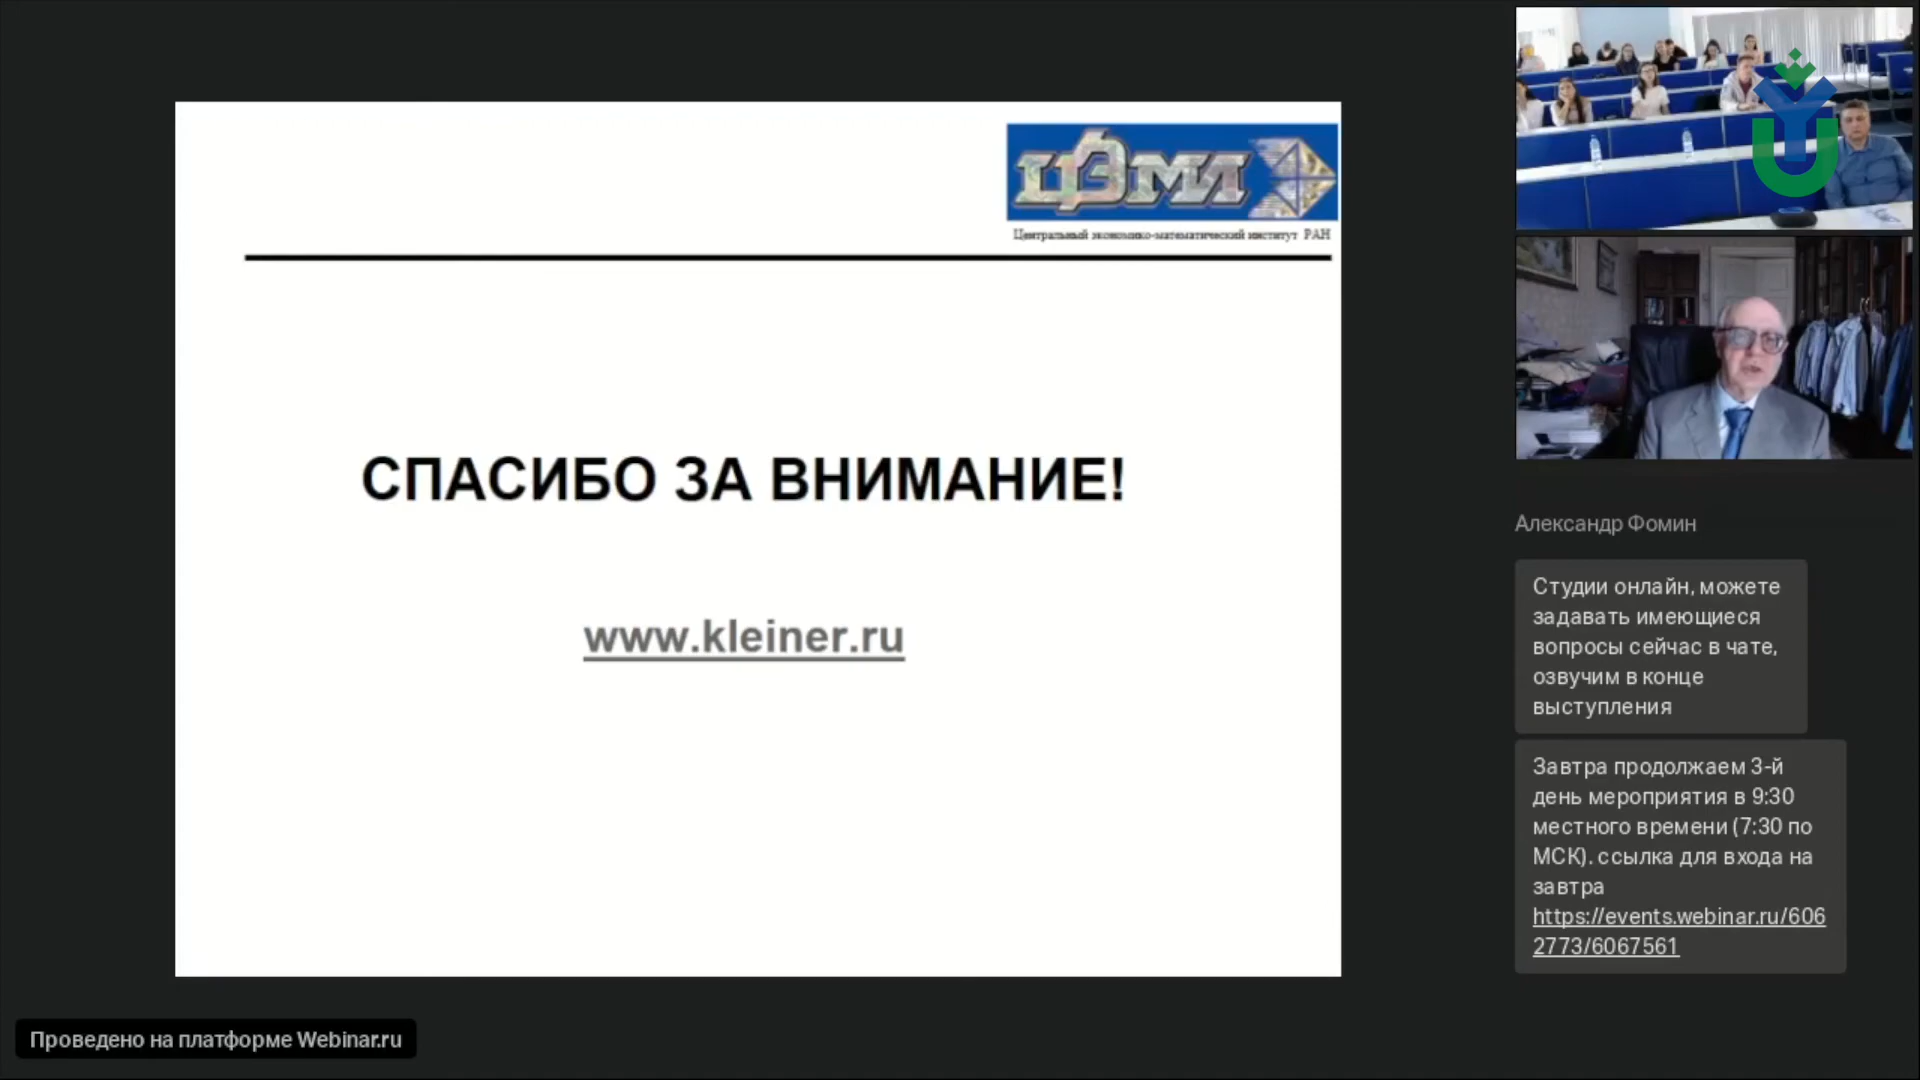 ЦЭМИ
Центральный экономико-математический институт РАН
СПАСИБО ЗА ВНИМАНИЕ!
www.kleiner.ru
Александр Фомин
Студии онлайн, можете
задавать имеющиеся
вопросы сейчас в чате,
озвучим в конце
выступления
Завтра продолжаем 3-й
день мероприятия в 9:30
местного времени (7:30 по
МСК). ссылка для входа на
завтра
https://events.webinar.ru/606
2773/6067561
Проведено на платформе Webinar.ru